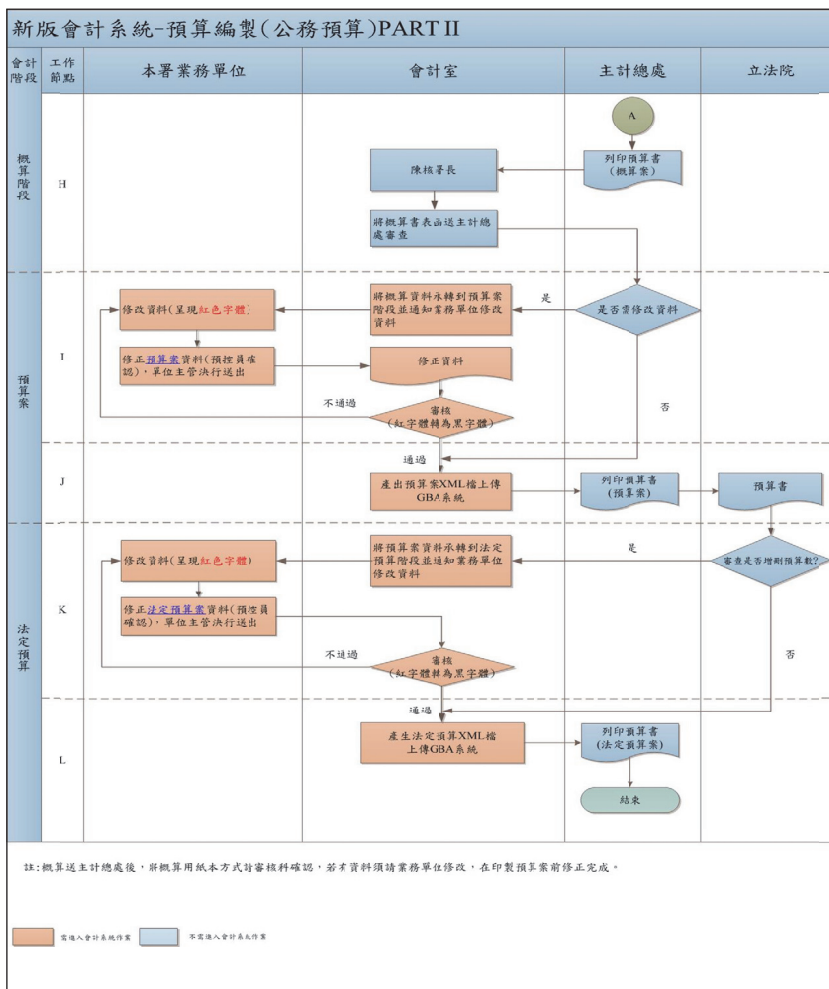 新版會計系統-預算編製(公務預算)PART II
會計
階段
工作
節點
本署業務單位
會計室
主計總處
立法院
概算階段
H
A
列印預算書
(概算案)
陳核署長
將概算書表函送主計總
處審查
預算案
I
是否需修改資料
是
否
將概算資料承轉到預算案
階段並通知業務單位修改
資料
修改資料(呈現紅色字體)
修正預算案資料(預控員確
認),單位主管決行送出
修正資料
不通過
審核
(紅字體轉為黑字體)
通過
J
產出預算案XML檔上傳
GBA系統
列印預算書
(預算案)
預算書
法定預算
K
審查是否增刪預算數?
是
否
將預算案資料承轉到法定
預算階段並通知業務單位
修改資料
修改資料(呈現紅色字體)
修正法定預算案資料(預控員
確認),單位主管決行送出
不通過
審核
(紅字體轉為黑字體)
通過
L
產生法定預算XML檔
上傳GBA系統
列印預算書
(法定預算案)
結束
註:概算送主計總處後,將概算用紙本方式請審核科確認,若有資料須請業務單位修改,在印製預算案前修正完成。
需進入會計系統作業
不需進入會計系統作業